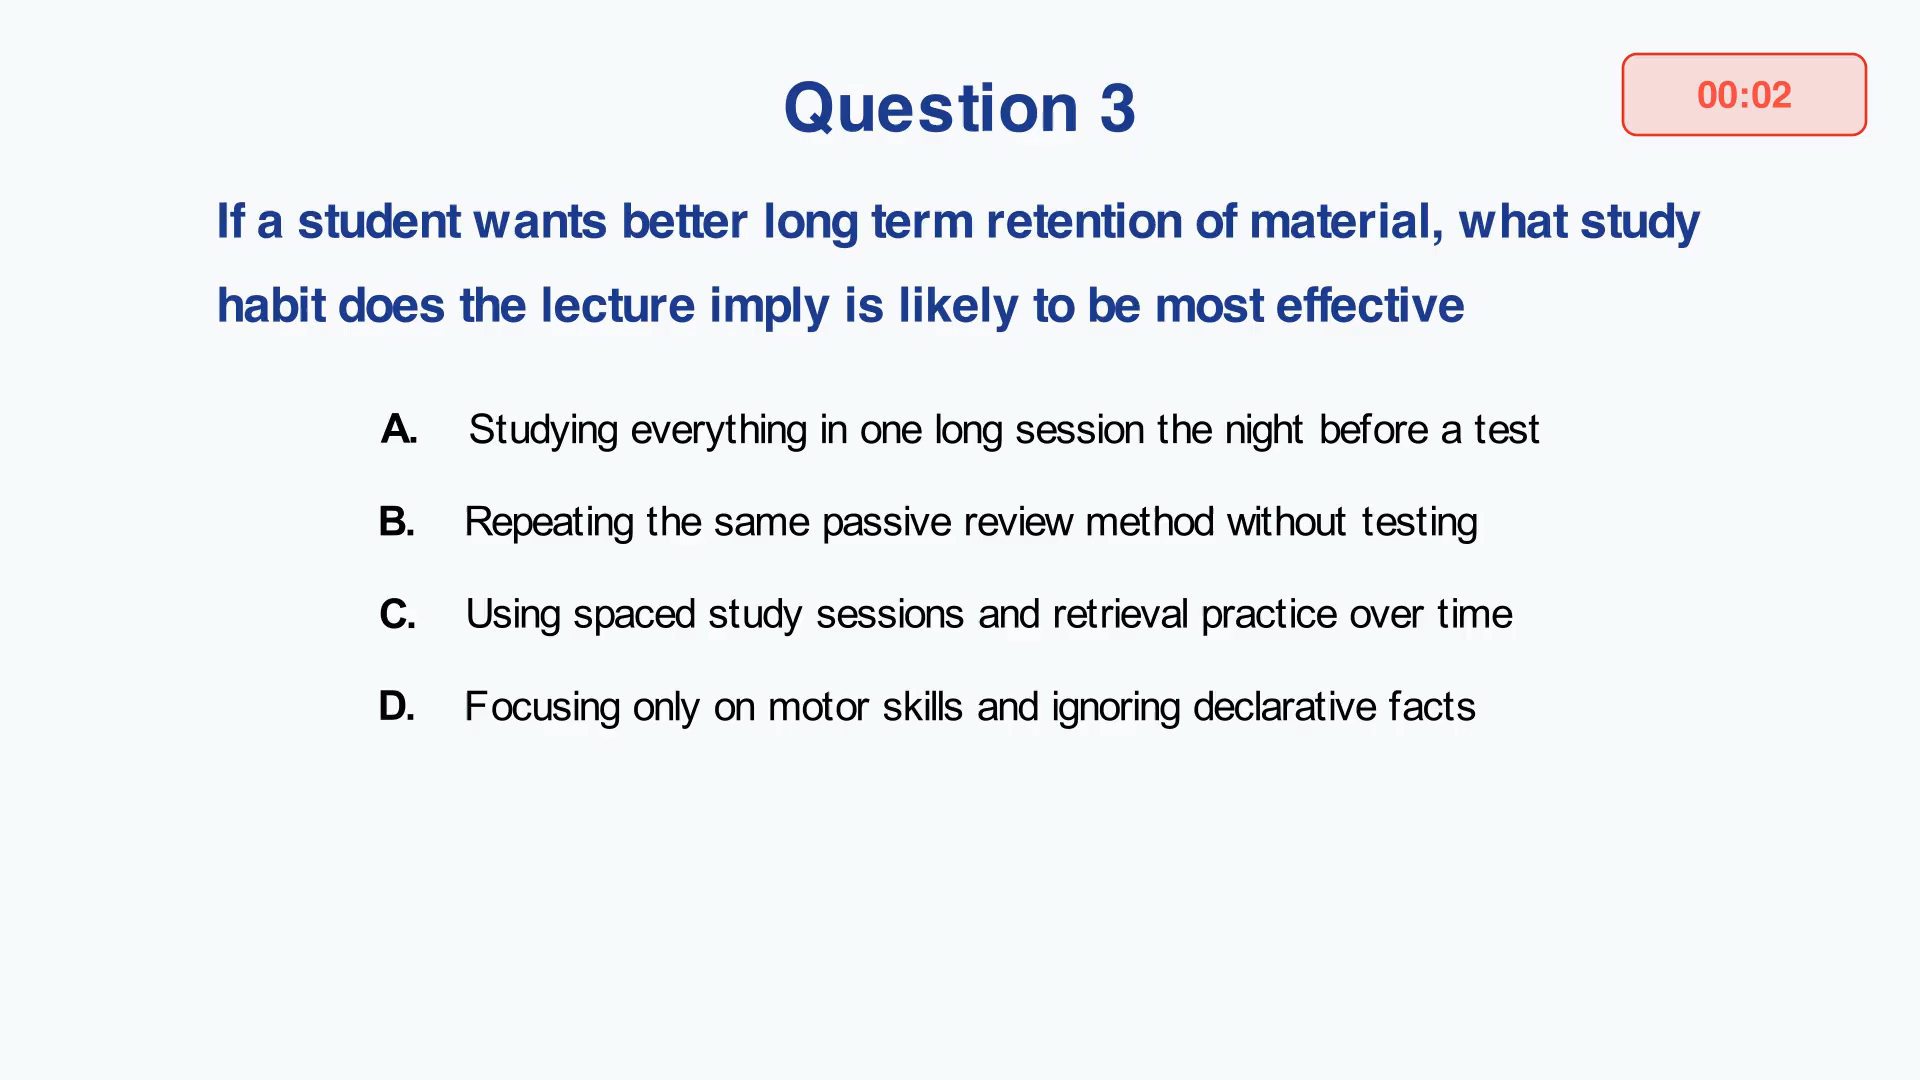 Question 3
00:02
If a student wants better long term retention of material, what study
habit does the lecture imply is likely to be most effective
A. Studying everything in one long session the night before a test
B. Repeating the same passive review method without testing
C. Using spaced study sessions and retrieval practice over time
D. Focusing only on motor skills and ignoring declarative facts